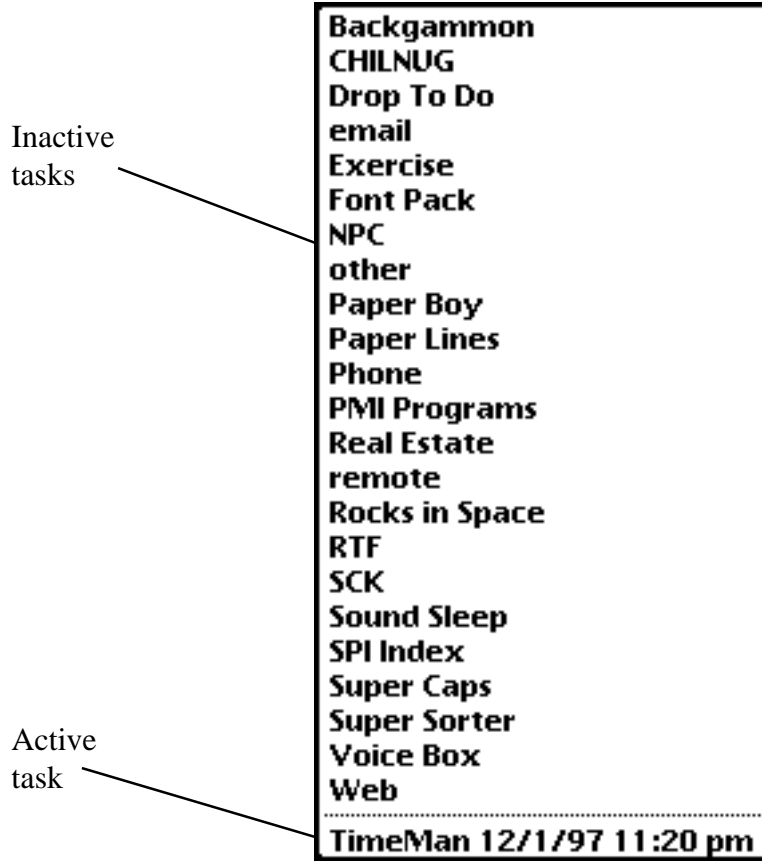 Backgammon
CHILNUG
Drop To Do
email
Exercise
Font Pack
NPC
other
Paper Boy
Paper Lines
Phone
PMI Programs
Real Estate
remote
Rocks in Space
RTF
SCK
Sound Sleep
SPI Index
Super Caps
Super Sorter
Voice Box
Web
TimeMan 12/1/97 11:20 pm
Inactive
tasks
Active
task